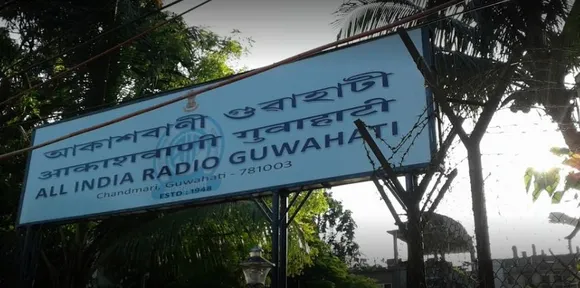 আকাশবাণী গুৱাহাটী
आकाशवाणी गुवाहाटी
ALL INDIA RADIO GUWAHATI
Chandmari, Guwahati - 781003
ESTD - 1948